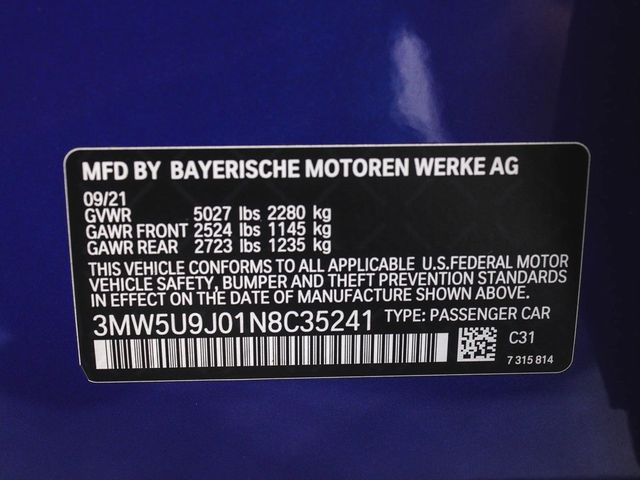 MFD BY BAYERISCHE MOTOREN WERKE AG
09/21
GVWR 5027 lbs 2280 kg
GAWR FRONT 2524 lbs 1145 kg
GAWR REAR 2723 lbs 1235 kg
THIS VEHICLE CONFORMS TO ALL APPLICABLE U.S.FEDERAL MOTOR
VEHICLE SAFETY, BUMPER AND THEFT PREVENTION STANDARDS
IN EFFECT ON THE DATE OF MANUFACTURE SHOWN ABOVE.
3MW5U9J01N8C35241 TYPE: PASSENGER CAR
C31
7 315 814